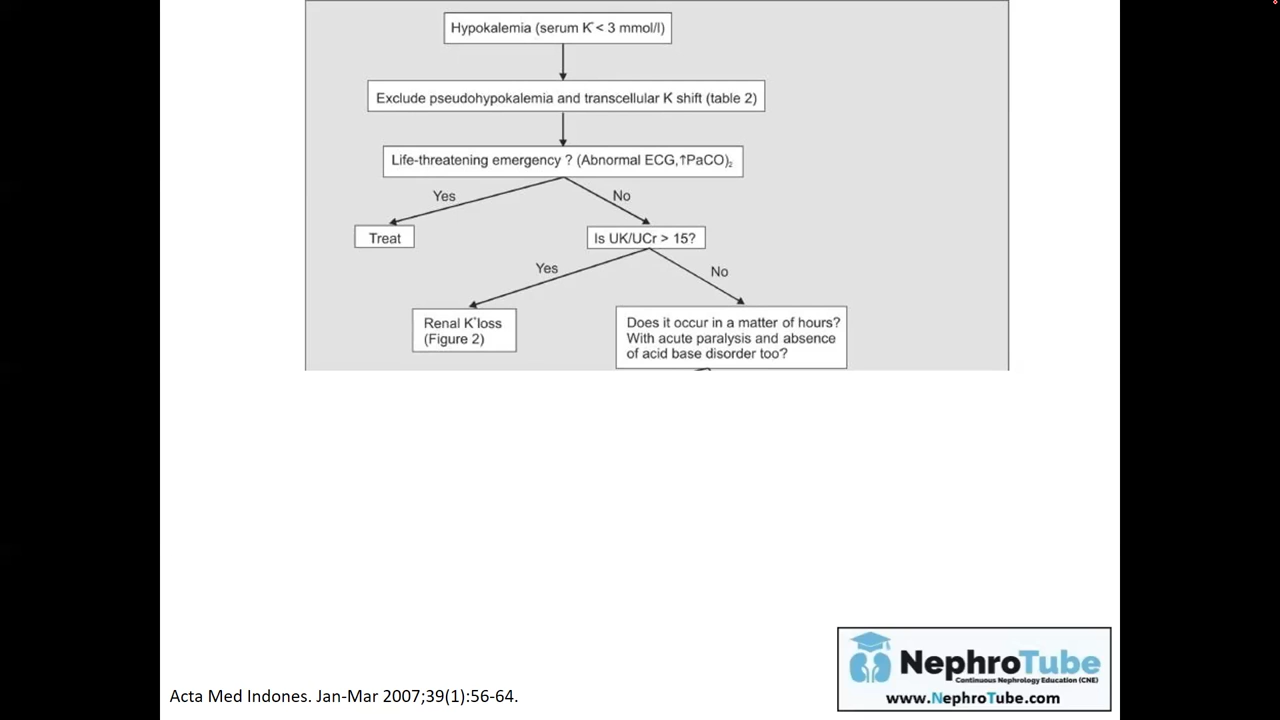 Hypokalemia (serum K⁺< 3 mmol/l)
Exclude pseudohypokalemia and transcellular K shift (table 2)
Life-threatening emergency ? (Abnormal ECG,↑PaCO)₂
Yes
No
Treat
Is UK/UCr > 15?
Yes
No
Renal K⁺loss
(Figure 2)
Does it occur in a matter of hours?
With acute paralysis and absence
of acid base disorder too?
NephroTube
Continuous Nephrology Education (CNE)
www.NephroTube.com
Acta Med Indones. Jan-Mar 2007;39(1):56-64.